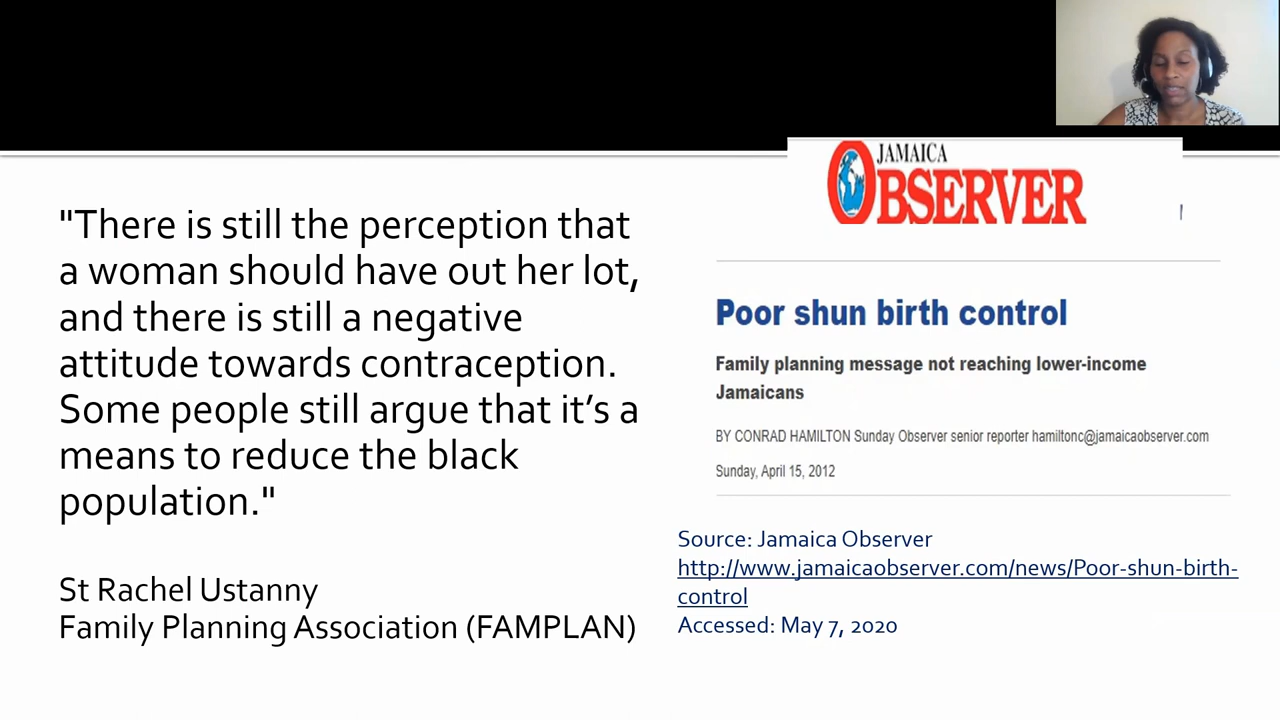 "There is still the perception that
a woman should have out her lot,
and there is still a negative
attitude towards contraception.
Some people still argue that it’s a
means to reduce the black
population."
St Rachel Ustanny
Family Planning Association (FAMPLAN)
JAMAICA
OBSERVER
Poor shun birth control
Family planning message not reaching lower-income
Jamaicans
BY CONRAD HAMILTON Sunday Observer senior reporter hamiltonc@jamaicaobserver.com
Sunday, April 15, 2012
Source: Jamaica Observer
http://www.jamaicaobserver.com/news/Poor-shun-birth-
control
Accessed: May 7, 2020